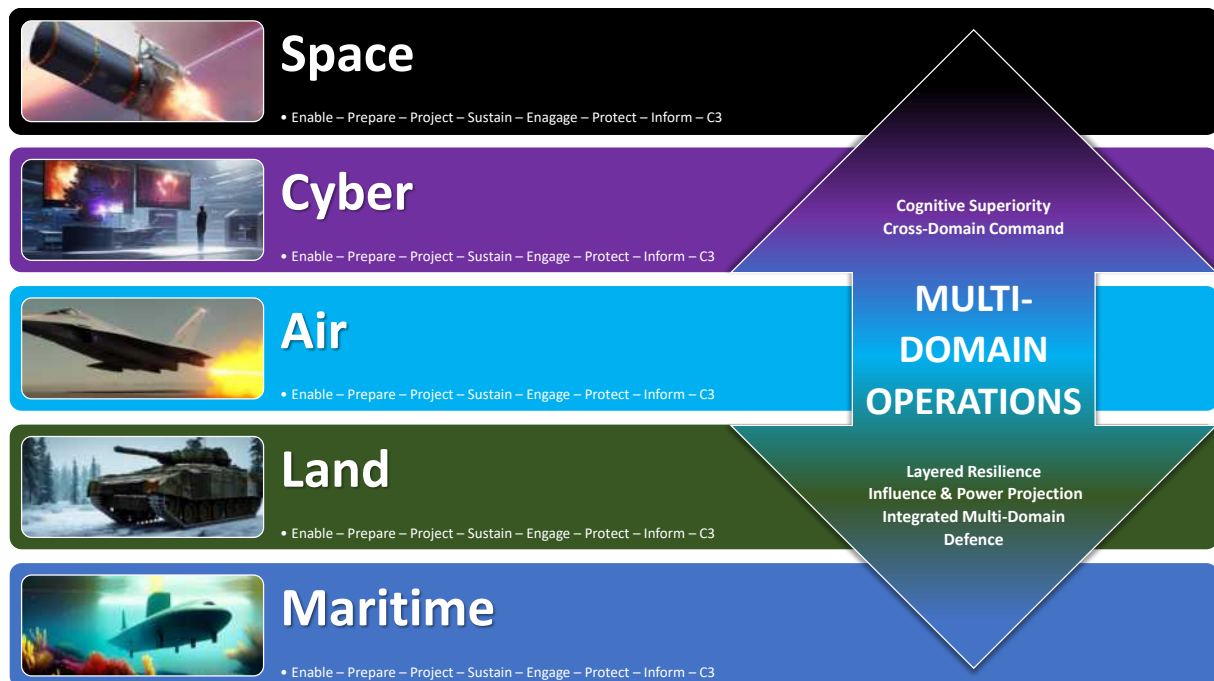 Space
• Enable – Prepare – Project – Sustain – Enagage – Protect – Inform – C3
Cyber
• Enable – Prepare – Project – Sustain – Engage – Protect – Inform – C3
Air
• Enable – Prepare – Project – Sustain – Engage – Protect – Inform – C3
Land
• Enable – Prepare – Project – Sustain – Engage – Protect – Inform – C3
Maritime
• Enable – Prepare – Project – Sustain – Engage – Protect – Inform – C3
Cognitive Superiority
Cross-Domain Command
MULTI-
DOMAIN
OPERATIONS
Layered Resilience
Influence & Power Projection
Integrated Multi-Domain
Defence